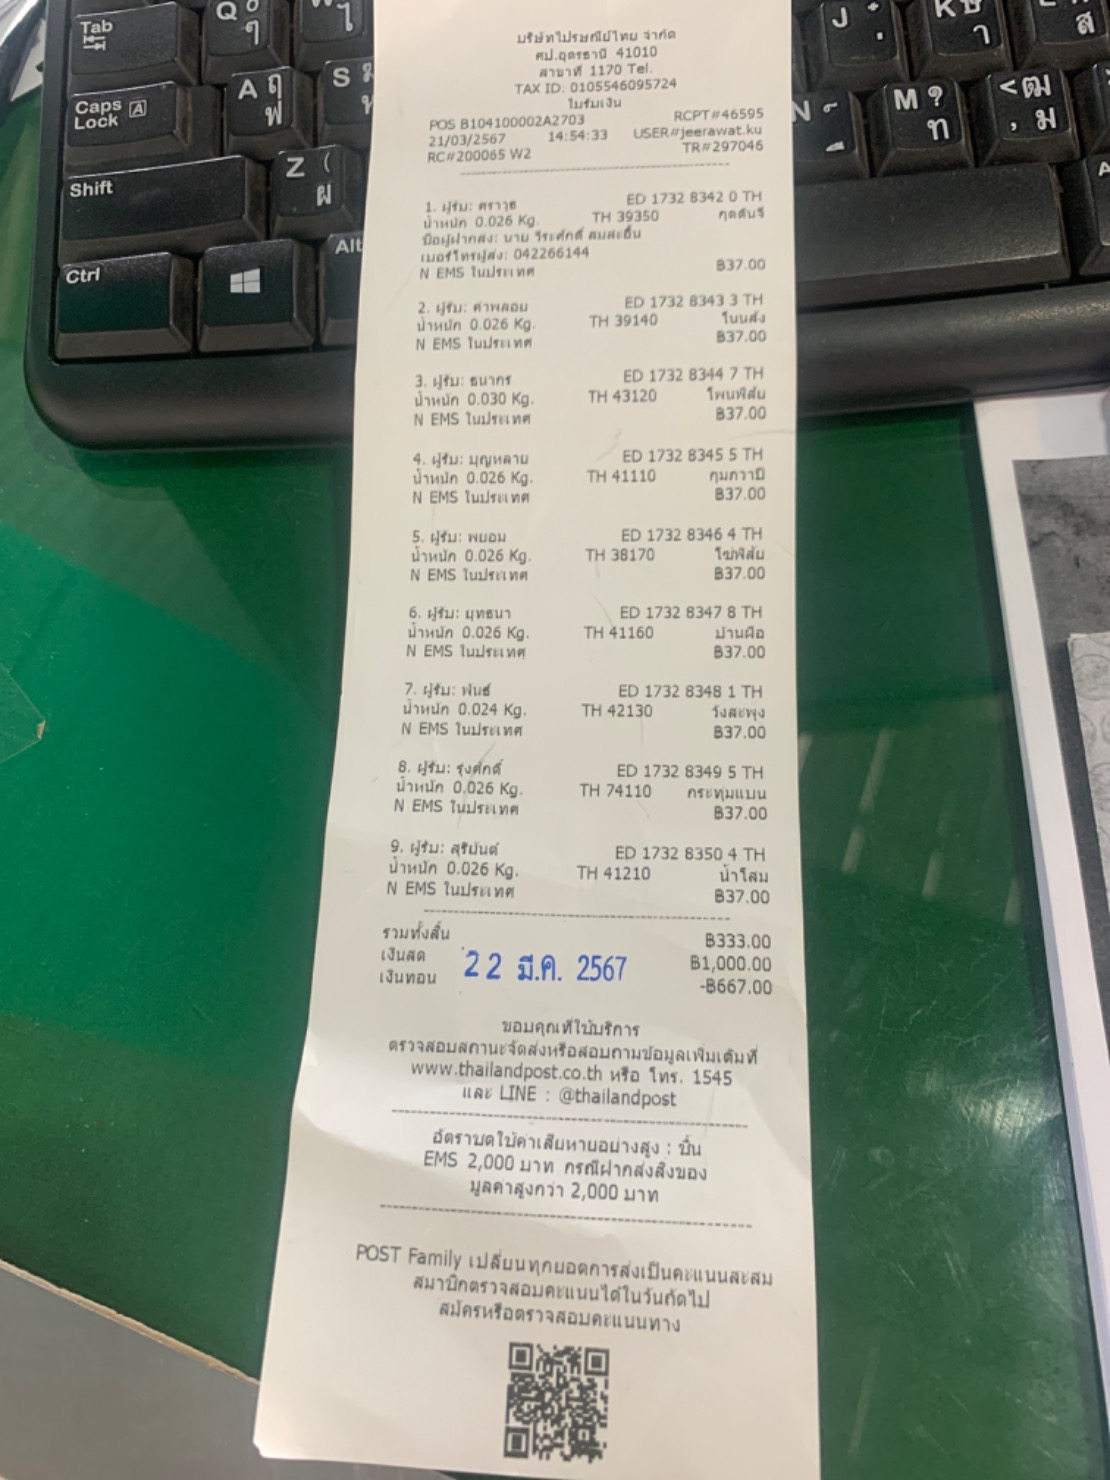 Tab
Q ๆ
Caps Lock A
A ฤ ฟ
S
Shift
Z ( ผ
Ctrl
Alt
J
K ษ า
ส
N
M ? ท
< ฒ , ม
บริษัทไปรษณีย์ไทย จำกัด
ศป.อุดรธานี 41010
สาขาที่ 1170 Tel.
TAX ID. 0105546095724
ใบรับเงิน
POS B104100002A2703 RCPT#46595
21/03/2567 14:54:33 USER#jeerawat.ku
RC#200065 W2 TR#297046
1. ผู้รับ: ศราวุธ ED 1732 8342 0 TH
น้ำหนัก 0.026 Kg. TH 39350 กุดดินจี่
ชื่อผู้ฝากส่ง: นาย วีระศักดิ์ สมสะอื้น
เบอร์โทรผู้ส่ง: 042266144
N EMS ในประเทศ ฿37.00
2. ผู้รับ: คำพลอย ED 1732 8343 3 TH
น้ำหนัก 0.026 Kg. TH 39140 โนนสัง
N EMS ในประเทศ ฿37.00
3. ผู้รับ: ธนากร ED 1732 8344 7 TH
น้ำหนัก 0.030 Kg. TH 43120 โพนพิสัย
N EMS ในประเทศ ฿37.00
4. ผู้รับ: บุญหลาย ED 1732 8345 5 TH
น้ำหนัก 0.026 Kg. TH 41110 กุมภวาปี
N EMS ในประเทศ ฿37.00
5. ผู้รับ: พยอม ED 1732 8346 4 TH
น้ำหนัก 0.026 Kg. TH 38170 โซ่พิสัย
N EMS ในประเทศ ฿37.00
6. ผู้รับ: ยุทธนา ED 1732 8347 8 TH
น้ำหนัก 0.026 Kg. TH 41160 บ้านผือ
N EMS ในประเทศ ฿37.00
7. ผู้รับ: พันธ์ ED 1732 8348 1 TH
น้ำหนัก 0.024 Kg. TH 42130 วังสะพุง
N EMS ในประเทศ ฿37.00
8. ผู้รับ: รุ่งศักดิ์ ED 1732 8349 5 TH
น้ำหนัก 0.026 Kg. TH 74110 กระทุ่มแบน
N EMS ในประเทศ ฿37.00
9. ผู้รับ: สุริยันต์ ED 1732 8350 4 TH
น้ำหนัก 0.026 Kg. TH 41210 น้ำโสม
N EMS ในประเทศ ฿37.00
รวมทั้งสิ้น ฿333.00
เงินสด ฿1,000.00
เงินทอน -฿667.00
22 มี.ค. 2567
ขอบคุณที่ใช้บริการ
ตรวจสอบสถานะจัดส่งหรือสอบถามข้อมูลเพิ่มเติมที่
www.thailandpost.co.th หรือ โทร. 1545
และ LINE : @thailandpost
อัตราชดใช้ค่าเสียหายอย่างสูง : ชิ้น
EMS 2,000 บาท กรณีฝากส่งสิ่งของ
มูลค่าสูงกว่า 2,000 บาท
POST Family เปลี่ยนทุกยอดการส่งเป็นคะแนนสะสม
สมาชิกตรวจสอบคะแนนได้ในวันถัดไป
สมัครหรือตรวจสอบคะแนนทาง